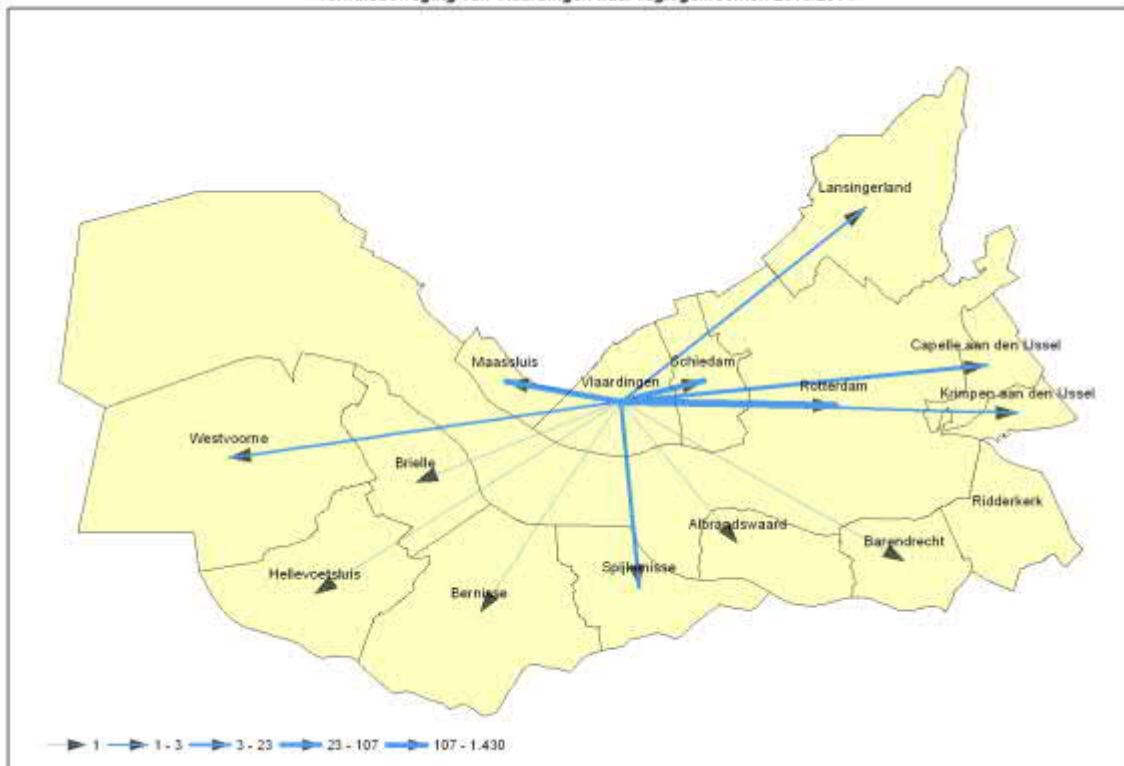 Lansingerland
Capelle aan den IJssel
Maassluis
Schiedam
Vlaardingen
Rotterdam
Krimpen aan den IJssel
Westvoorne
Brielle
Ridderkerk
Albrandswaard
Barendrecht
Hellevoetsluis
Spijkenisse
Bernisse
1 1 - 3 3 - 23 23 - 107 107 - 1.430